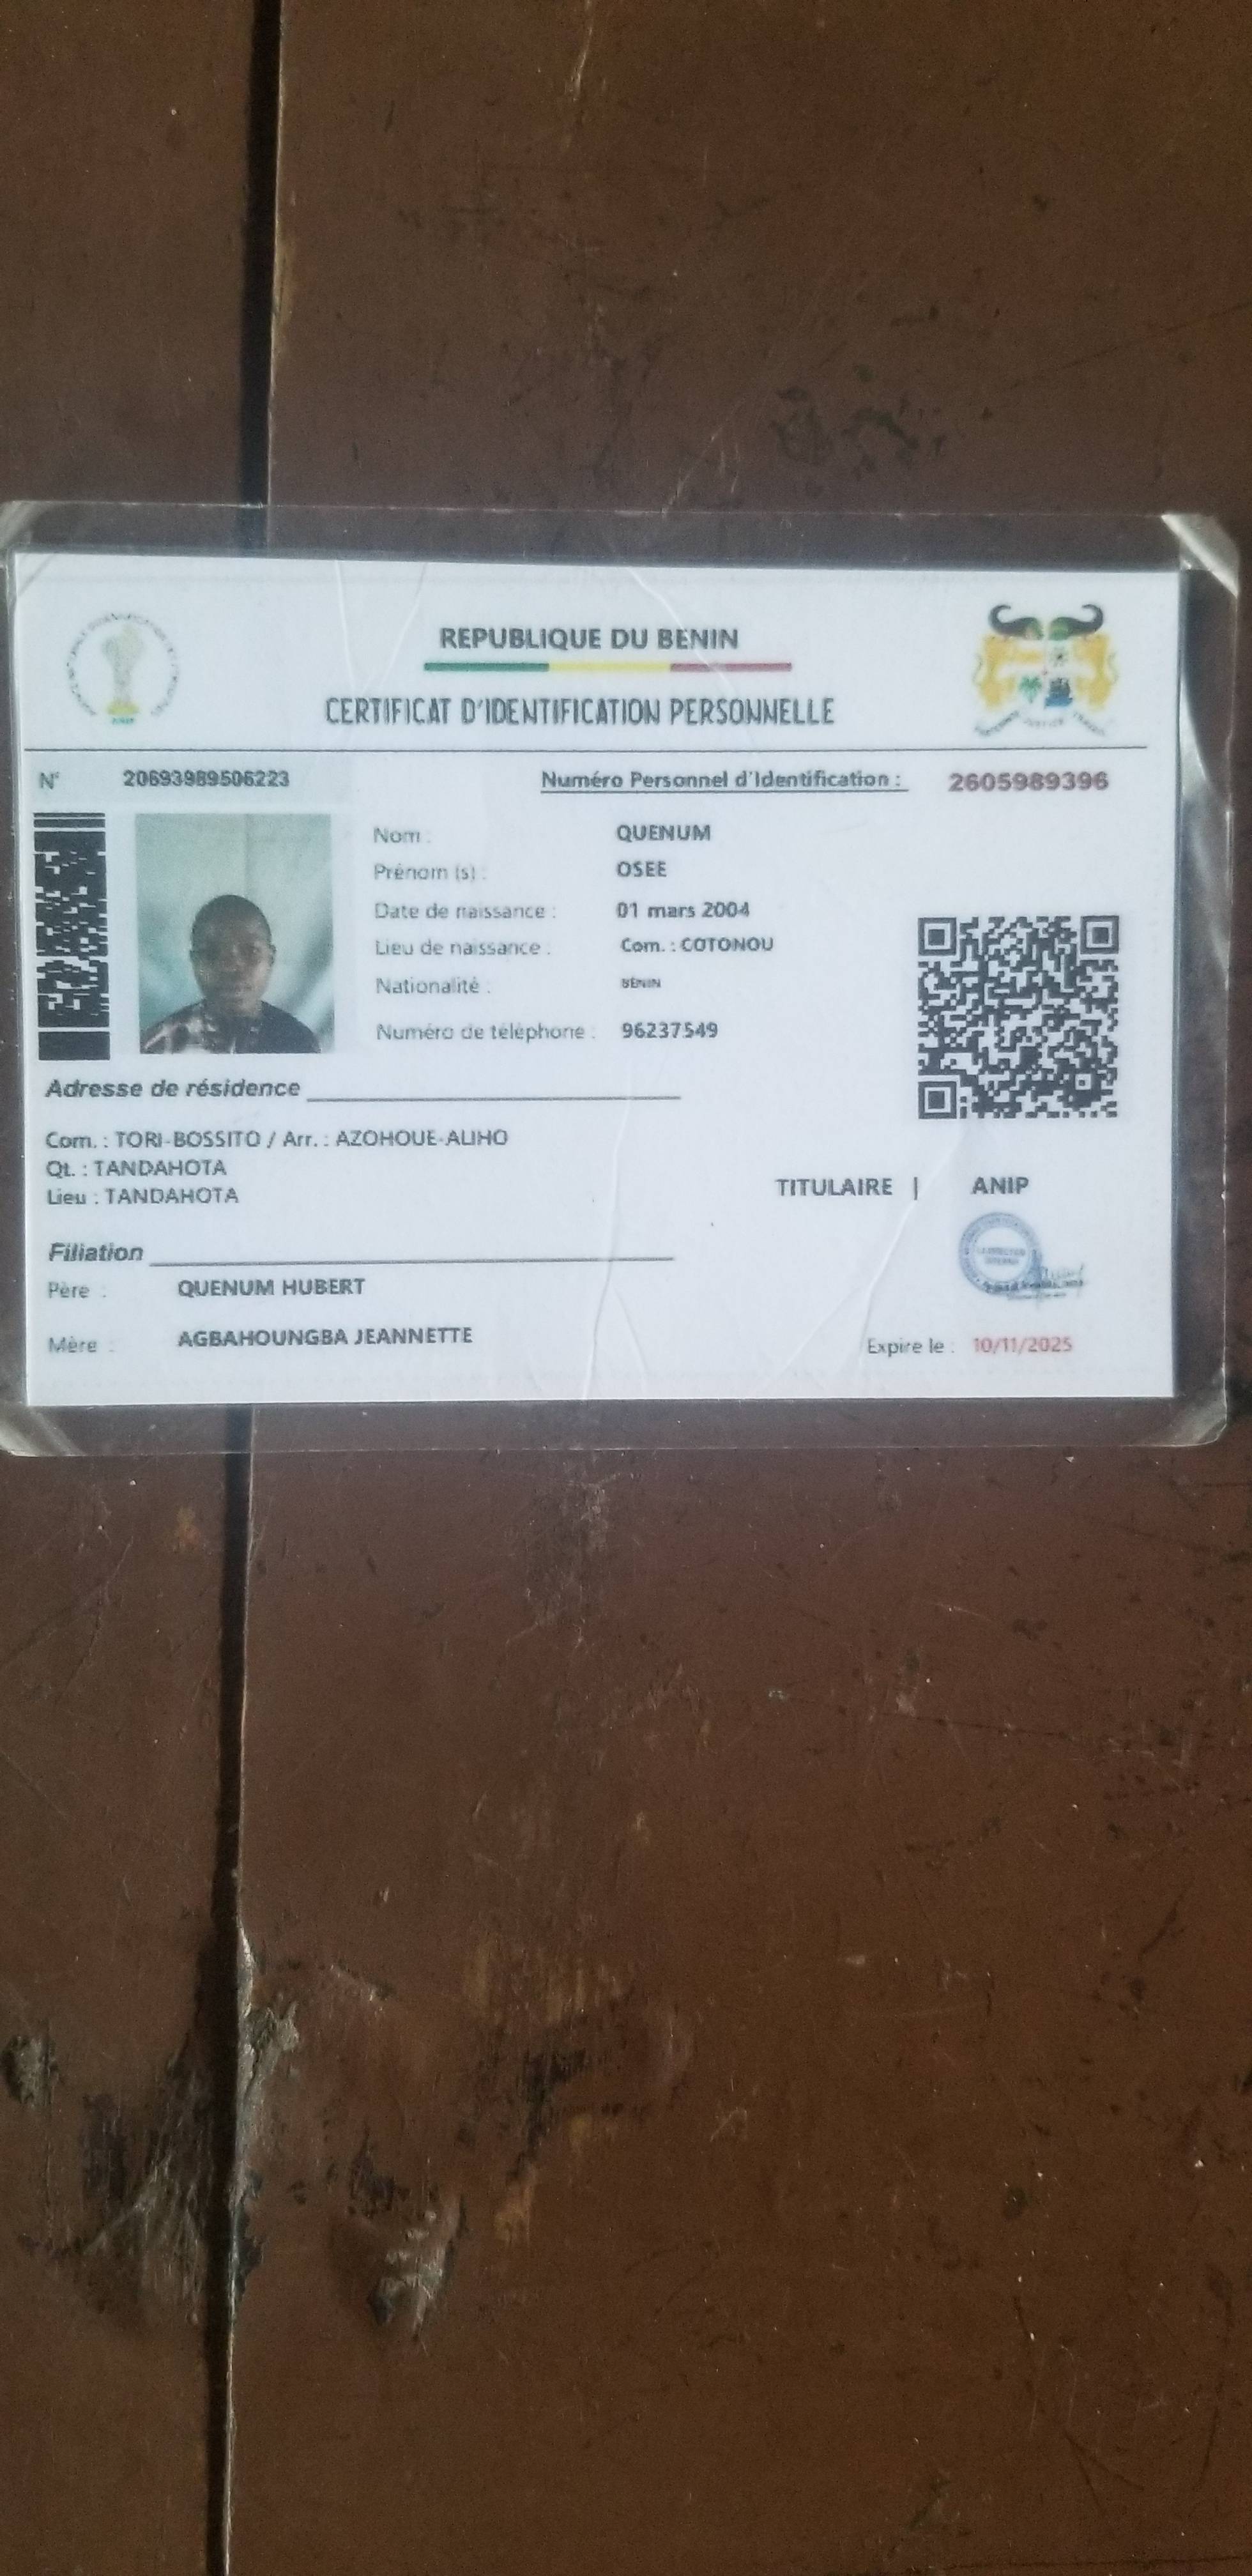 REPUBLIQUE DU BENIN
CERTIFICAT D'IDENTIFICATION PERSONNELLE
N° 20693989506223 Numéro Personnel d'Identification : 2605989396
Nom : QUENUM
Prénom (s) : OSEE
Date de naissance : 01 mars 2004
Lieu de naissance : Com. : COTONOU
Nationalité : BÉNIN
Numéro de téléphone : 96237549
Adresse de résidence
Com. : TORI-BOSSITO / Arr. : AZOHOUE-ALIHO
Qt. : TANDAHOTA
Lieu : TANDAHOTA
TITULAIRE | ANIP
Filiation
Père : QUENUM HUBERT
Mère : AGBAHOUNGBA JEANNETTE
Expire le : 10/11/2025